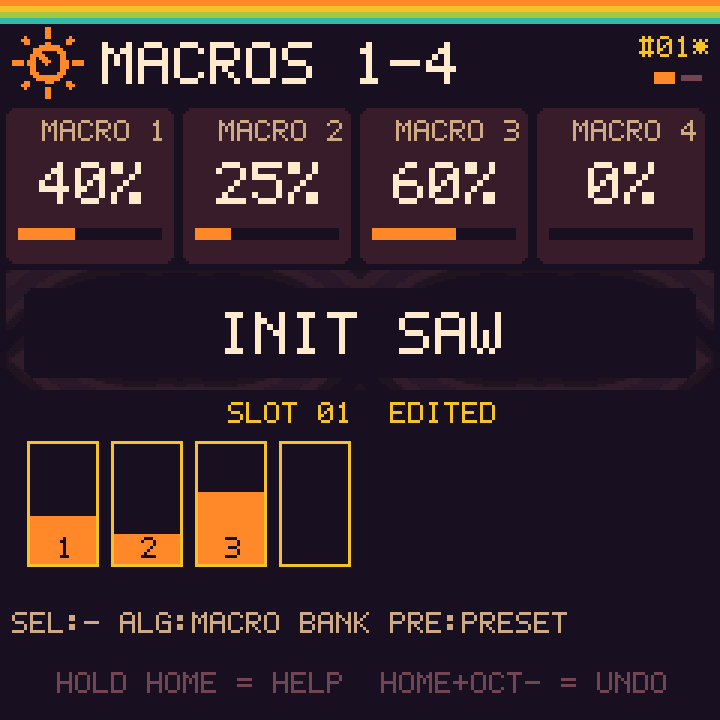 MACROS 1-4 #01*
MACRO 1 MACRO 2 MACRO 3 MACRO 4
40% 25% 60% 0%
INIT SAW
SLOT 01 EDITED
1 2 3
SEL:- ALG:MACRO BANK PRE:PRESET
HOLD HOME = HELP HOME+OCT- = UNDO